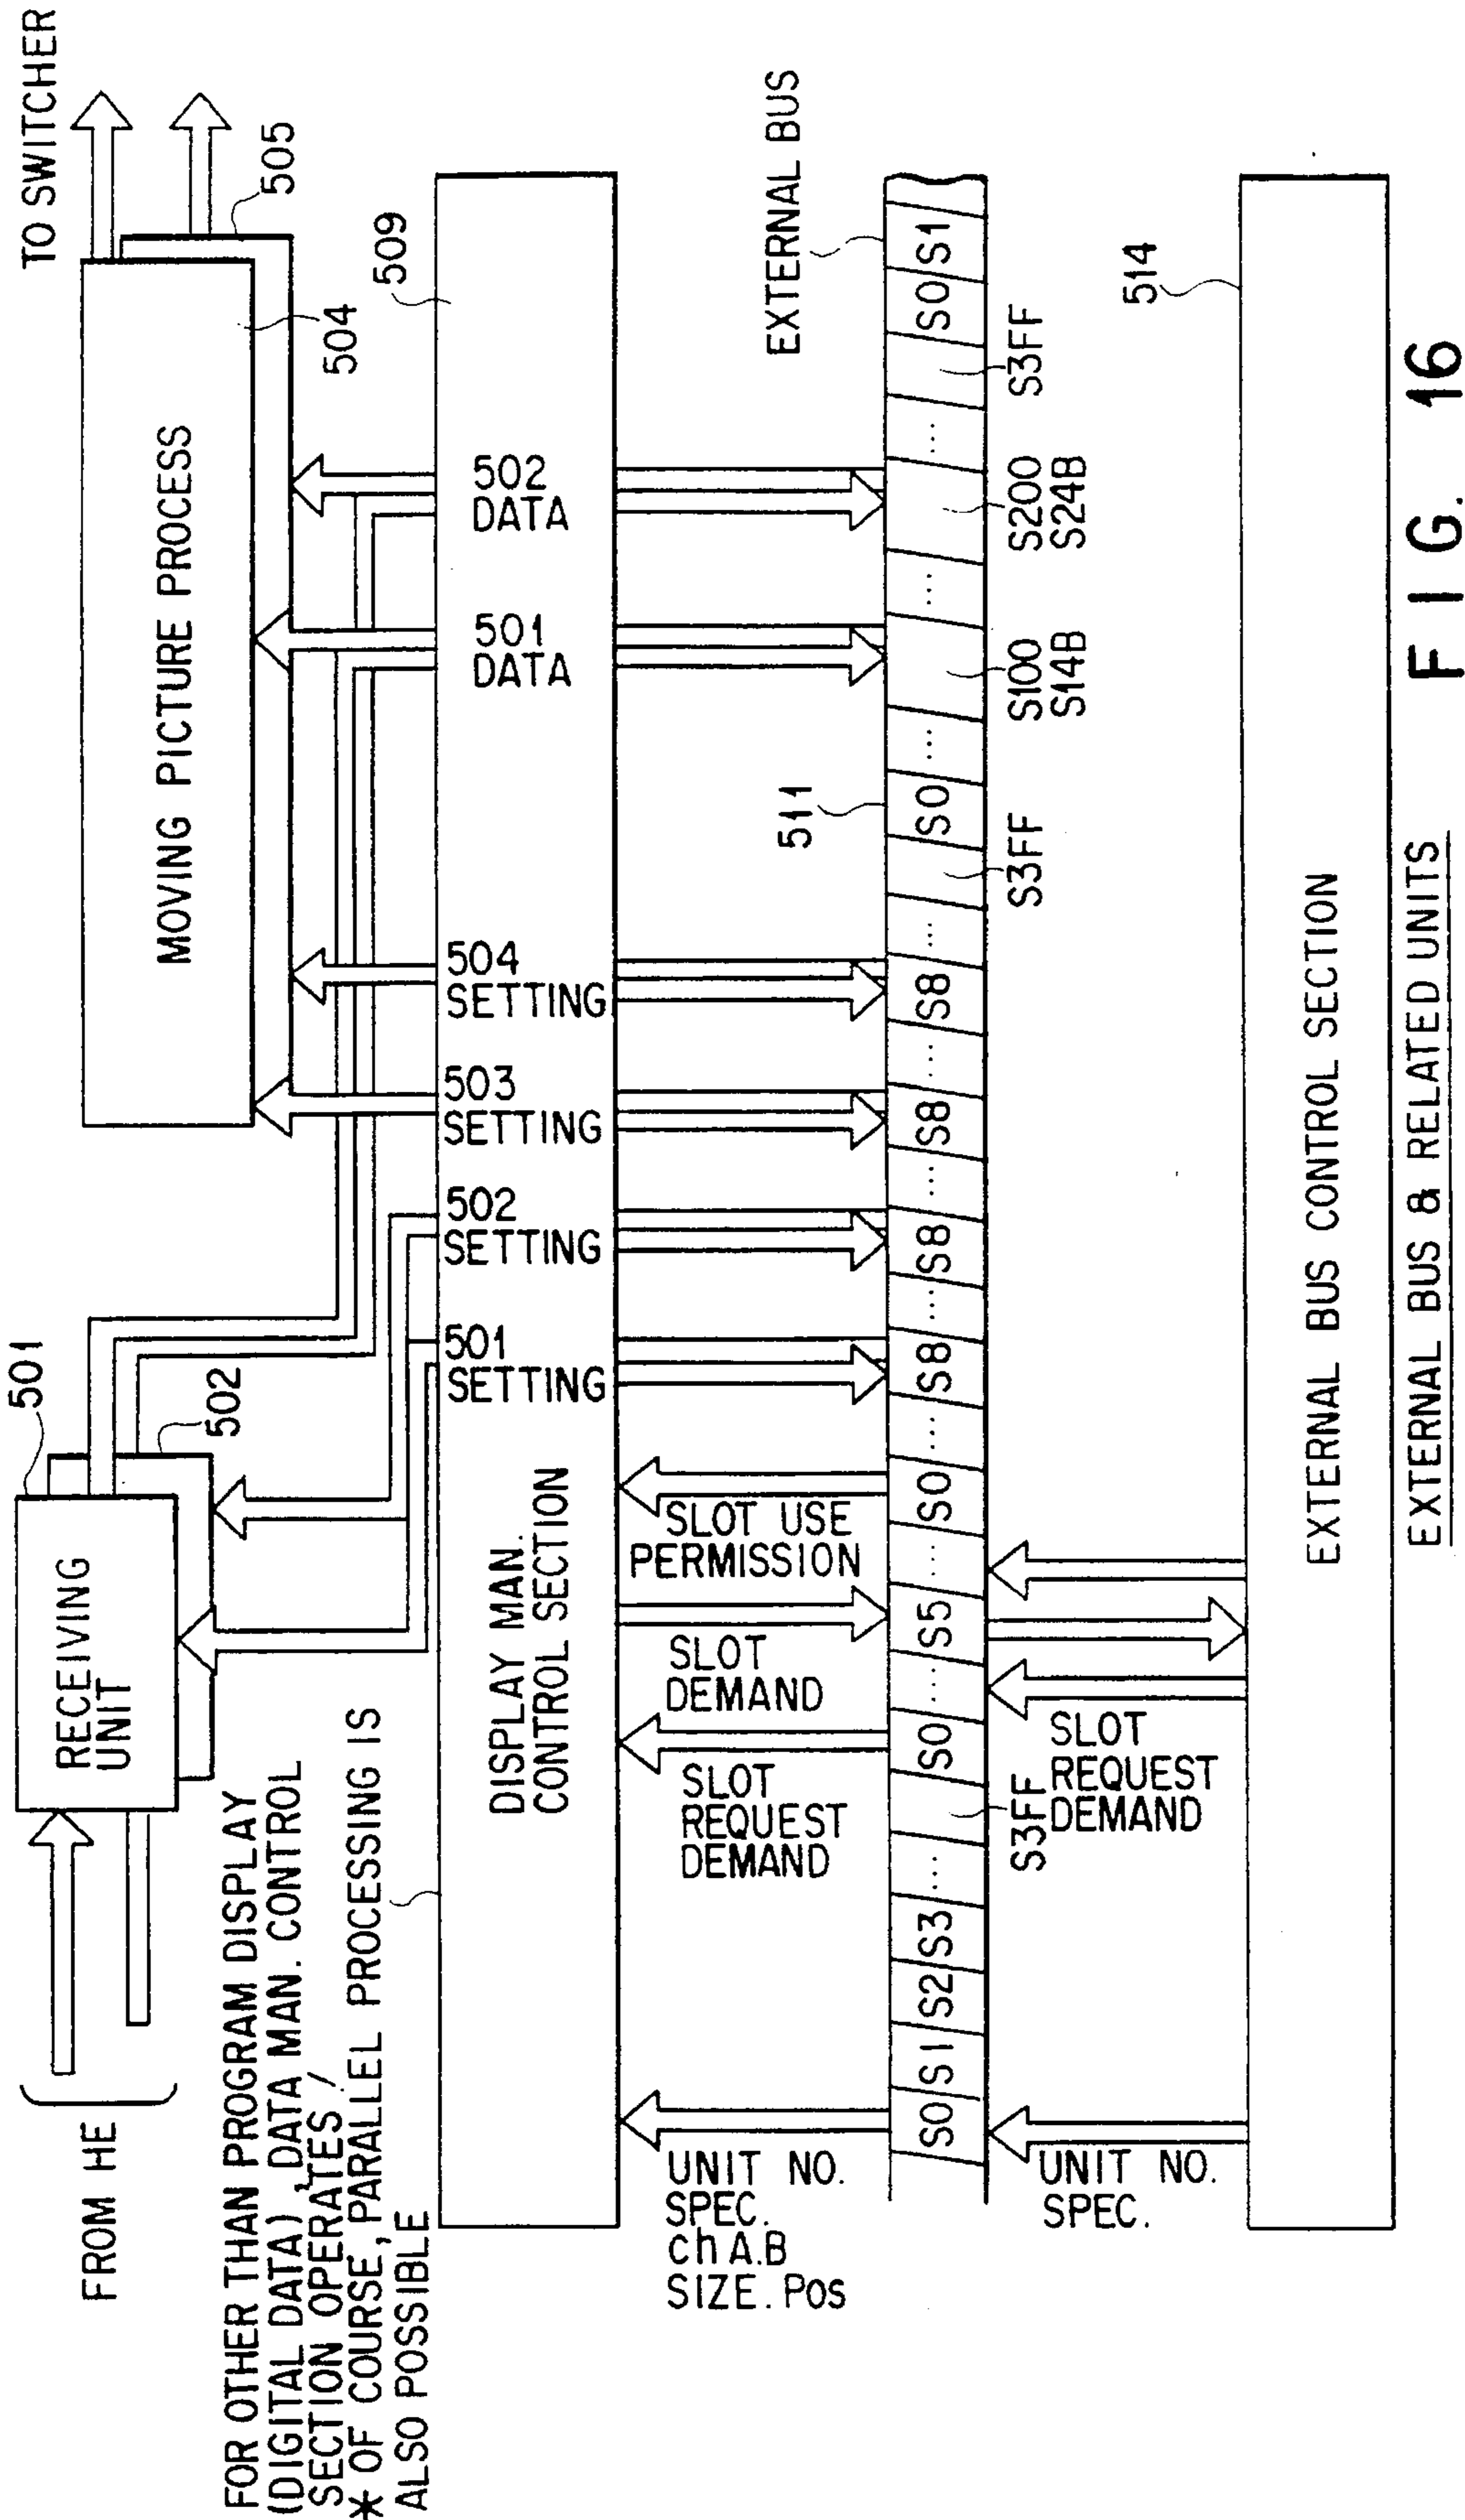 FROM HE
RECEIVING
UNIT
501
502
TO SWITCHER
MOVING PICTURE PROCESS
504
505
509
FOR OTHER THAN PROGRAM DISPLAY
(DIGITAL DATA), DATA MAN. CONTROL
SECTION OPERATES /
* OF COURSE, PARALLEL PROCESSING IS
ALSO POSSIBLE
DISPLAY MAN.
CONTROL SECTION
501
SETTING
502
SETTING
503
SETTING
504
SETTING
501
DATA
502
DATA
UNIT NO.
SPEC.
ch A.B
SIZE. Pos
SLOT
REQUEST
DEMAND
SLOT
DEMAND
SLOT USE
PERMISSION
511
EXTERNAL BUS
S0 S1 S2 S3 ... S0 ... S5 ... S0 ... S8 ... S8 ... S8 ... S8 ... S0 ... ... ... S0 S1
S3FF
S3FF
S100
S14B
S200
S24B
S3FF
UNIT NO.
SPEC.
SLOT
REQUEST
DEMAND
514
EXTERNAL BUS CONTROL SECTION
EXTERNAL BUS & RELATED UNITS
FIG. 16